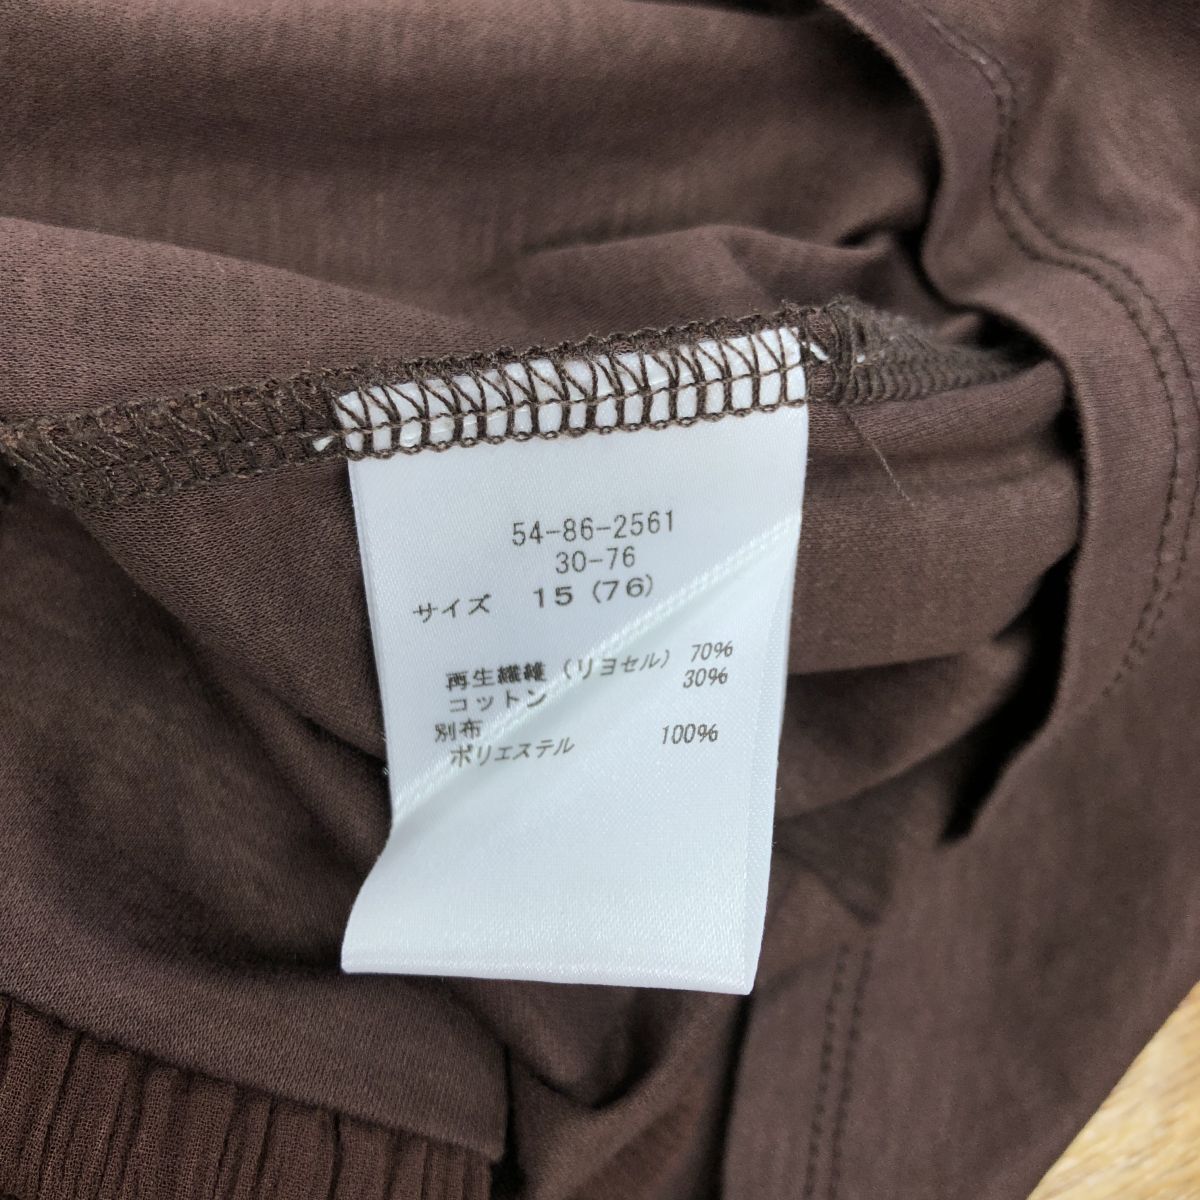 54-86-2561
30-76
サイズ 15 (76)
再生繊維 (リヨセル) 70%
コットン 30%
別布
ポリエステル 100%